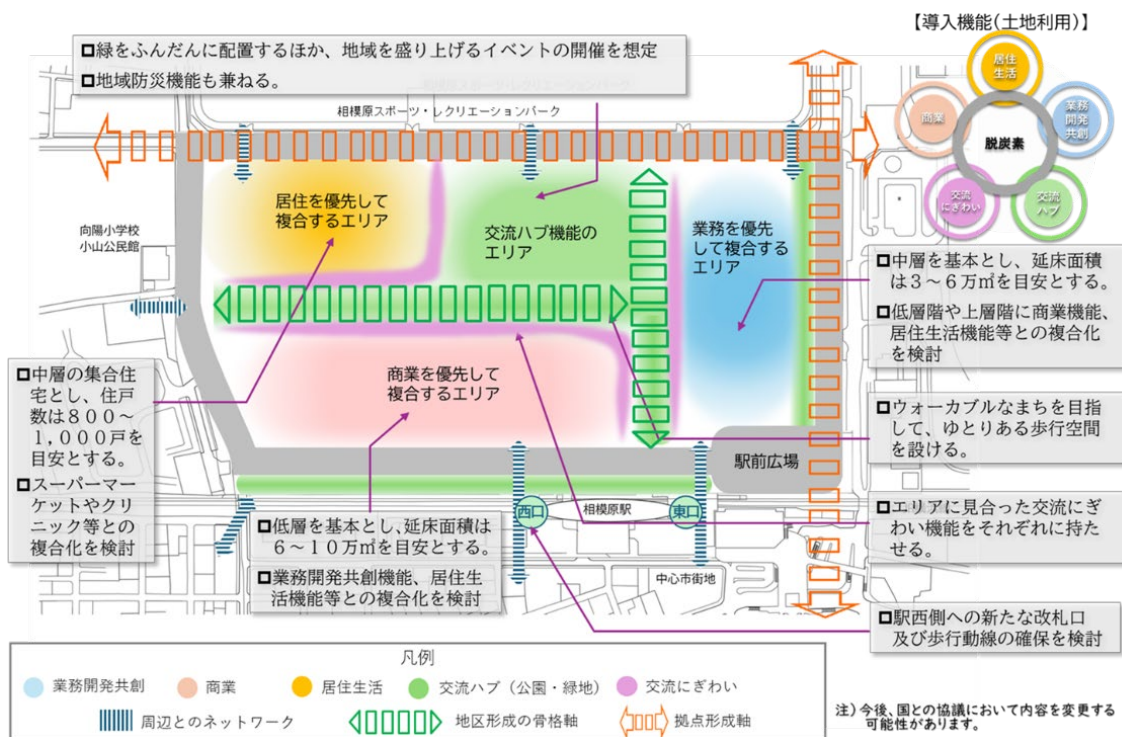 【導入機能(土地利用)】
居住
生活
商業
業務
開発
共創
脱炭素
交流
にぎわい
交流
ハブ
□緑をふんだんに配置するほか、地域を盛り上げるイベントの開催を想定
□地域防災機能も兼ねる。
相模原スポーツ・レクリエーションパーク
向陽小学校
小山公民館
居住を優先して
複合するエリア
交流ハブ機能の
エリア
業務を優先
して複合する
エリア
□中層を基本とし、延床面積
は3～6万㎡を目安とする。
□低層階や上層階に商業機能、
居住生活機能等との複合化
を検討
□中層の集合住
宅とし、住戸
数は800～
1,000戸を
目安とする。
□スーパーマー
ケットやクリ
ニック等との
複合化を検討
商業を優先して
複合するエリア
□ウォーカブルなまちを目指
して、ゆとりある歩行空間
を設ける。
駅前広場
西口
相模原駅
東口
□エリアに見合った交流にぎ
わい機能をそれぞれに持た
せる。
□低層を基本とし、延床面積は
6～10万㎡を目安とする。
□業務開発共創機能、居住生
活機能等との複合化を検討
中心市街地
□駅西側への新たな改札口
及び歩行動線の確保を検討
凡例
業務開発共創
商業
居住生活
交流ハブ（公園・緑地）
交流にぎわい
周辺とのネットワーク
地区形成の骨格軸
拠点形成軸
注）今後、国との協議において内容を変更する
可能性があります。